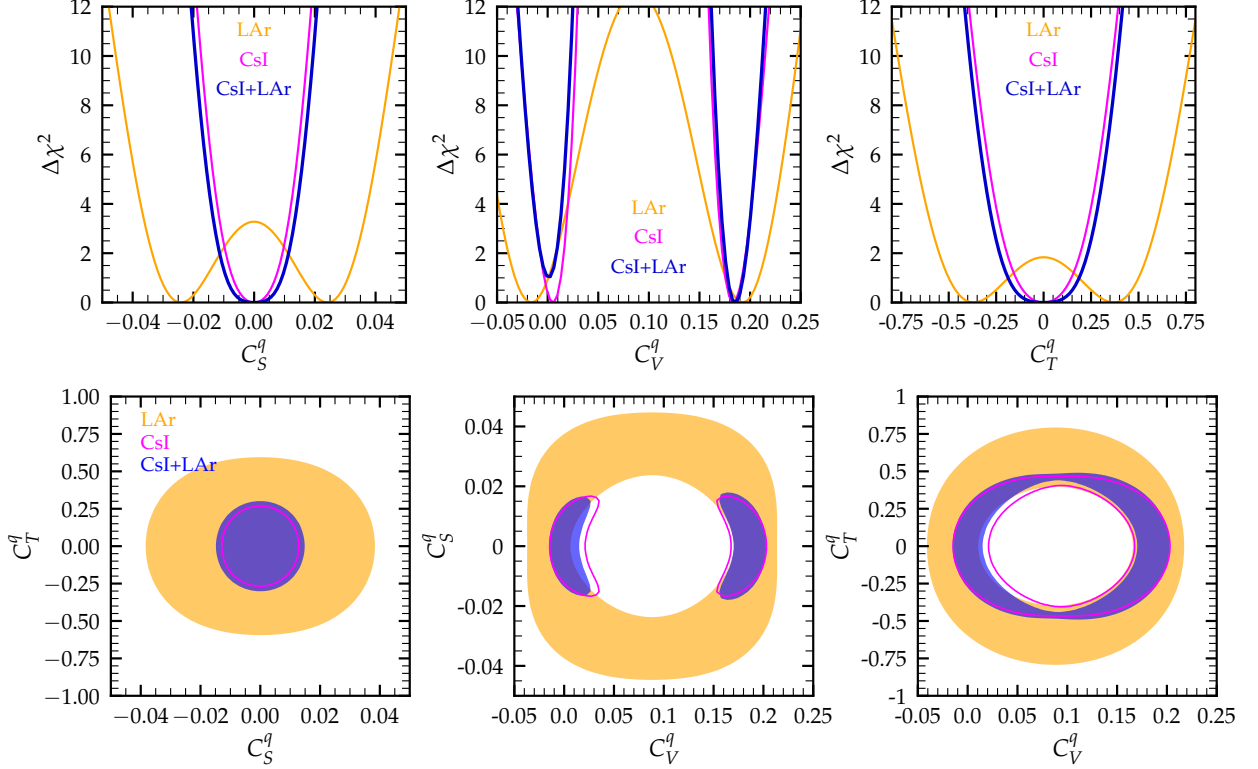 12
10
8
6
4
2
0
Δχ²
LAr
CsI
CsI+LAr
−0.04 −0.02 0.00 0.02 0.04
C_S^q
12
10
8
6
4
2
0
Δχ²
LAr
CsI
CsI+LAr
-0.05 0.00 0.05 0.10 0.15 0.20 0.25
C_V^q
12
10
8
6
4
2
0
Δχ²
LAr
CsI
CsI+LAr
-0.75 -0.5 -0.25 0 0.25 0.5 0.75
C_T^q
1.00
0.75
0.50
0.25
0.00
−0.25
−0.50
−0.75
−1.00
C_T^q
LAr
CsI
CsI+LAr
−0.04 −0.02 0.00 0.02 0.04
C_S^q
0.04
0.02
0
-0.02
-0.04
C_S^q
-0.05 0.0 0.05 0.1 0.15 0.2 0.25
C_V^q
1
0.75
0.5
0.25
0
-0.25
-0.5
-0.75
-1
C_T^q
-0.05 0.0 0.05 0.1 0.15 0.2 0.25
C_V^q